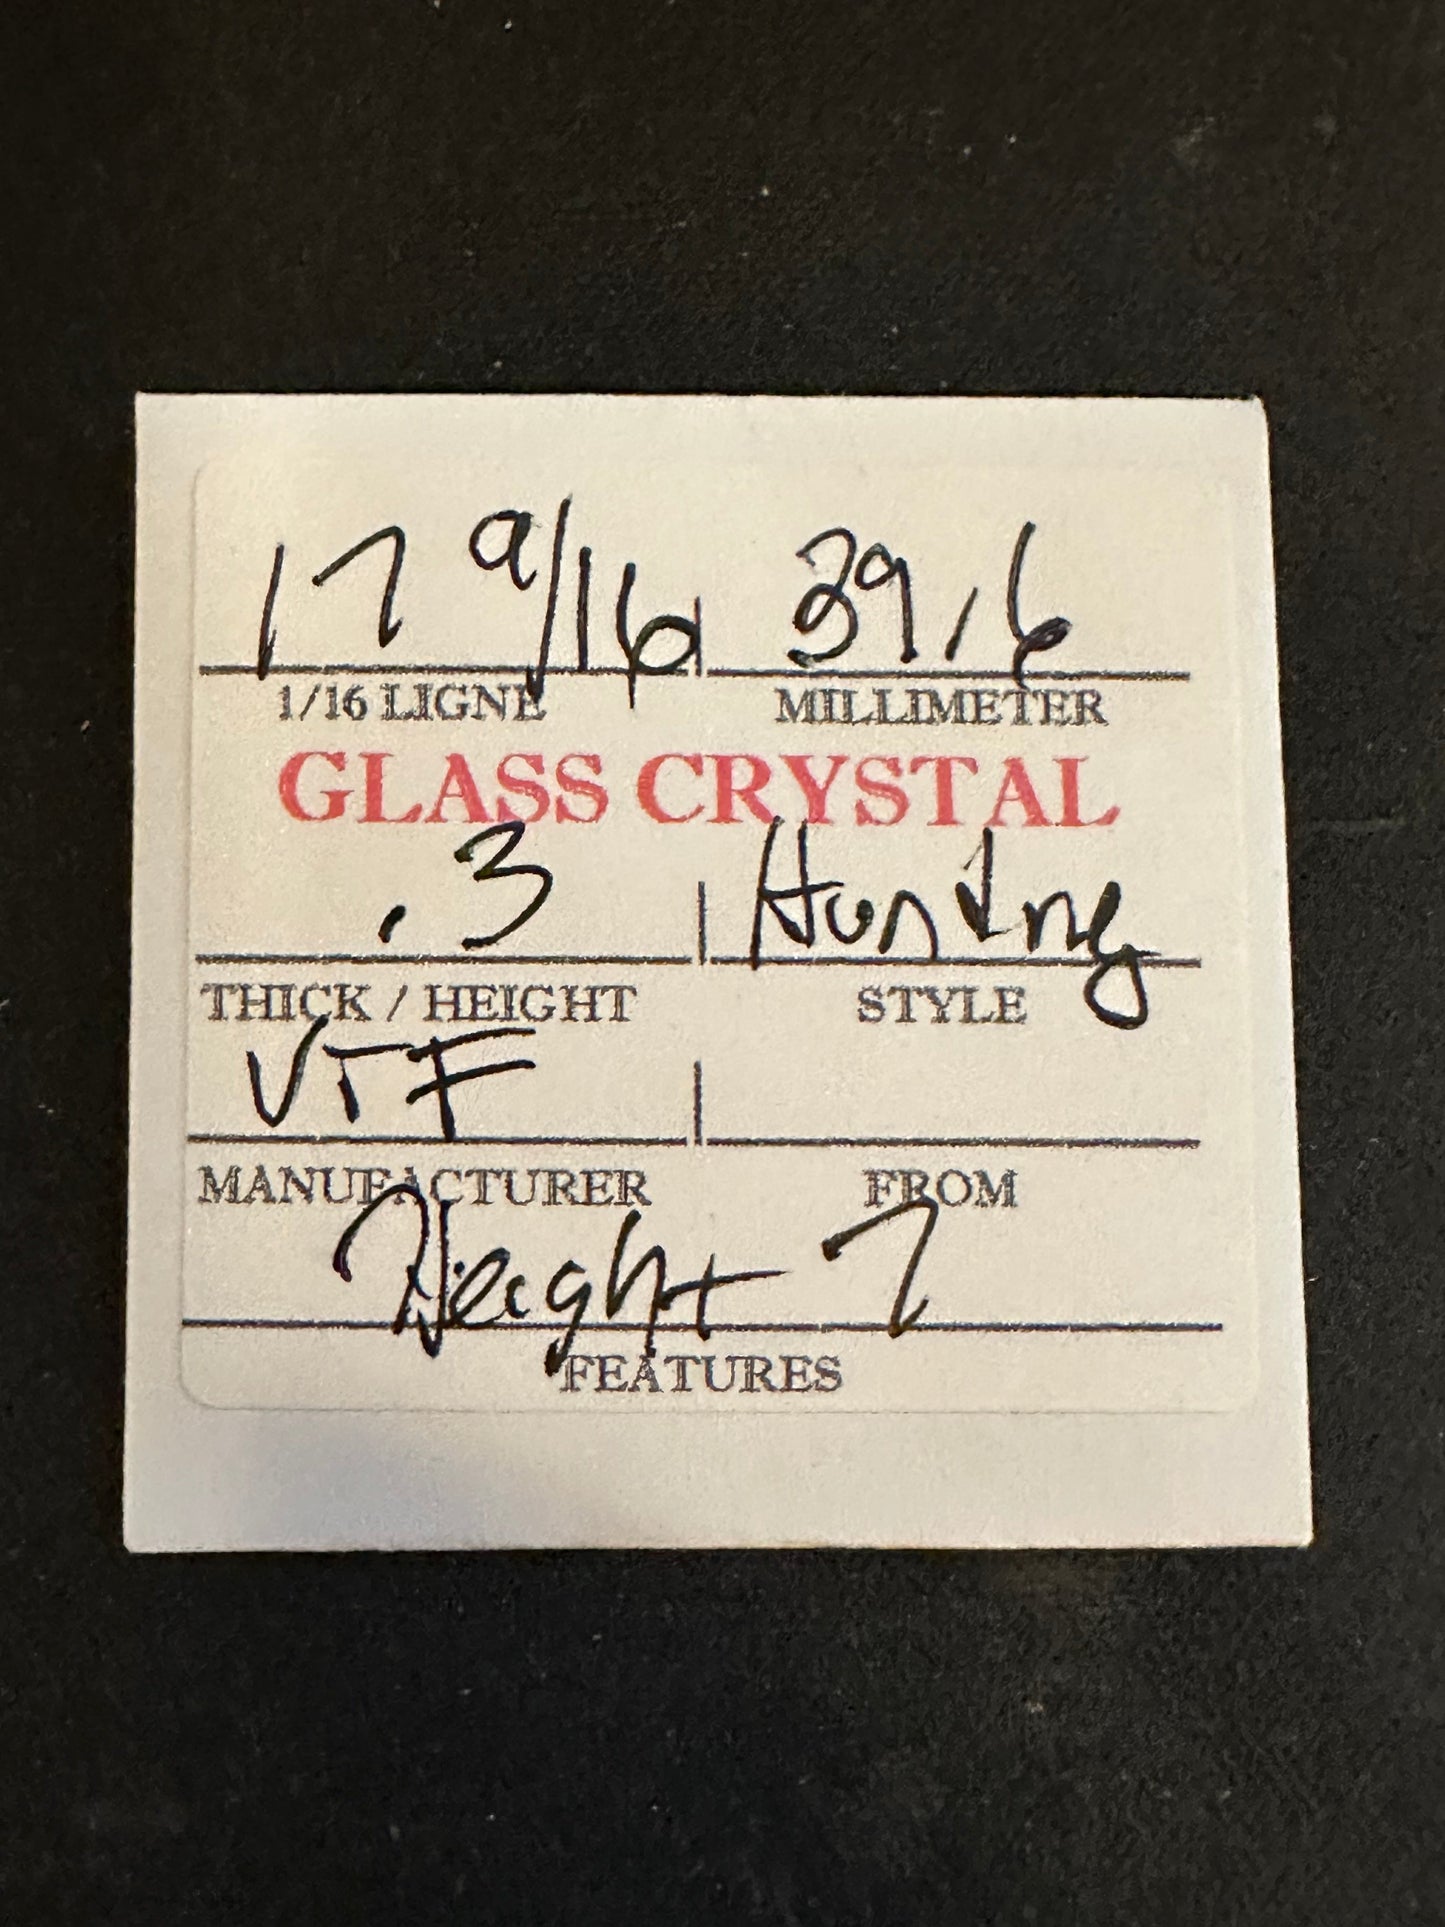 17 9/16 39.6
1/16 LIGNE MILLIMETER
GLASS CRYSTAL
.3 Hunting
THICK / HEIGHT STYLE
VTF
MANUFACTURER FROM
Height 7
FEATURES